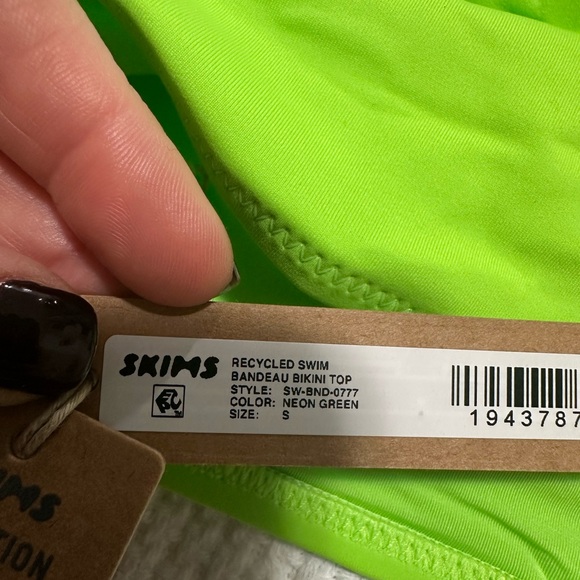 SKIMS
RECYCLED SWIM
BANDEAU BIKINI TOP
STYLE: SW-BND-0777
COLOR: NEON GREEN
SIZE: S
1943787